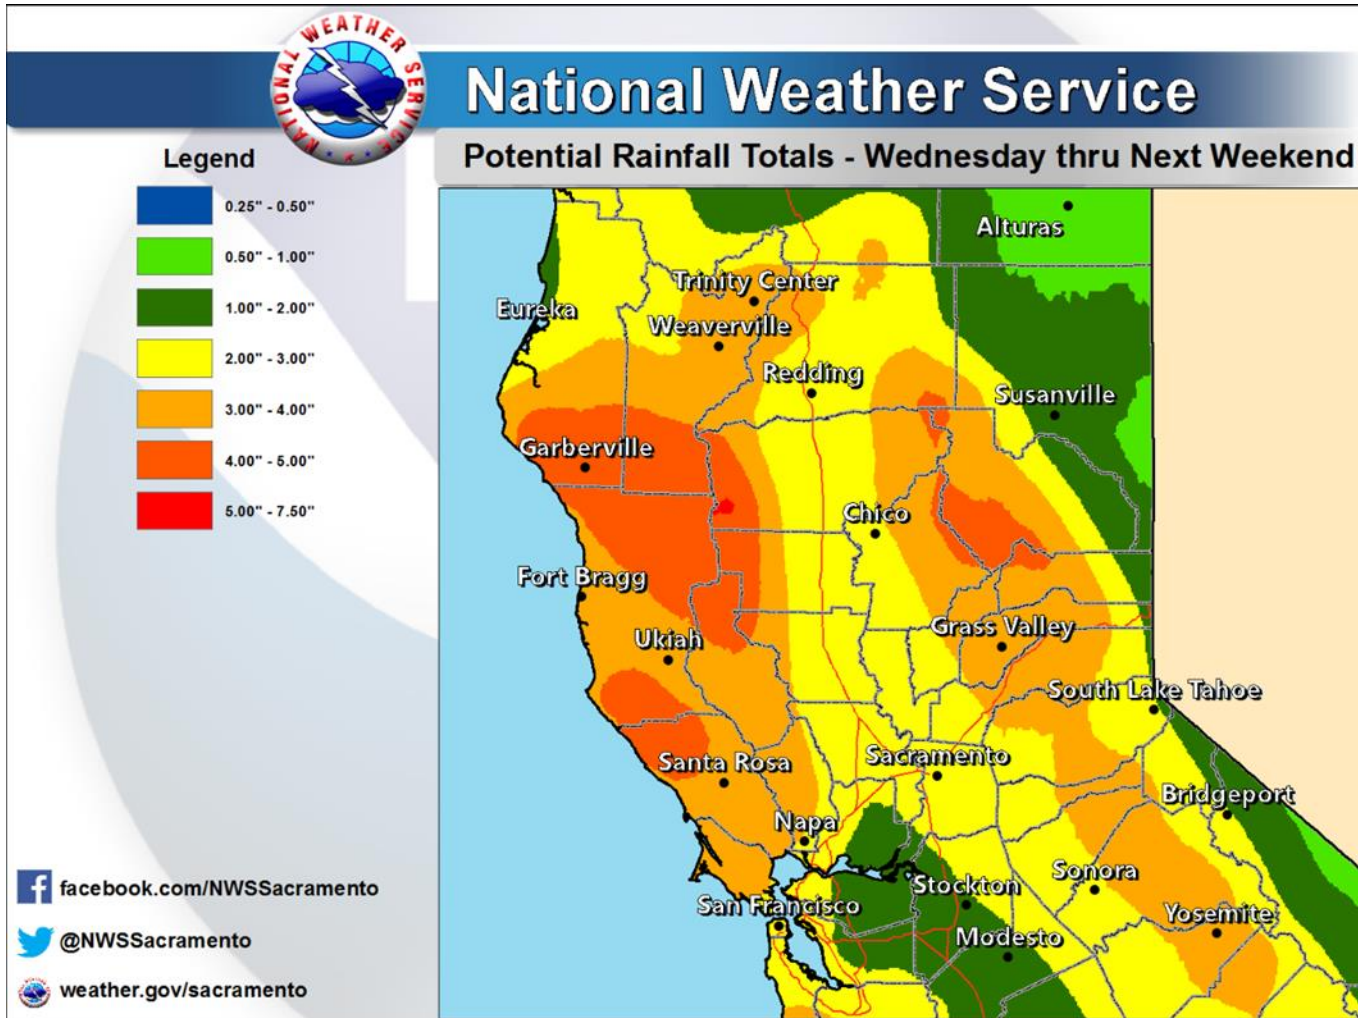 NATIONAL WEATHER SERVICE
National Weather Service
Potential Rainfall Totals - Wednesday thru Next Weekend
Legend
0.25" - 0.50"
0.50" - 1.00"
1.00" - 2.00"
2.00" - 3.00"
3.00" - 4.00"
4.00" - 5.00"
5.00" - 7.50"
Alturas
Trinity Center
Eureka
Weaverville
Redding
Susanville
Garberville
Chico
Fort Bragg
Ukiah
Grass Valley
South Lake Tahoe
Santa Rosa
Sacramento
Bridgeport
Napa
Sonora
Stockton
San Francisco
Yosemite
Modesto
facebook.com/NWSSacramento
@NWSSacramento
weather.gov/sacramento